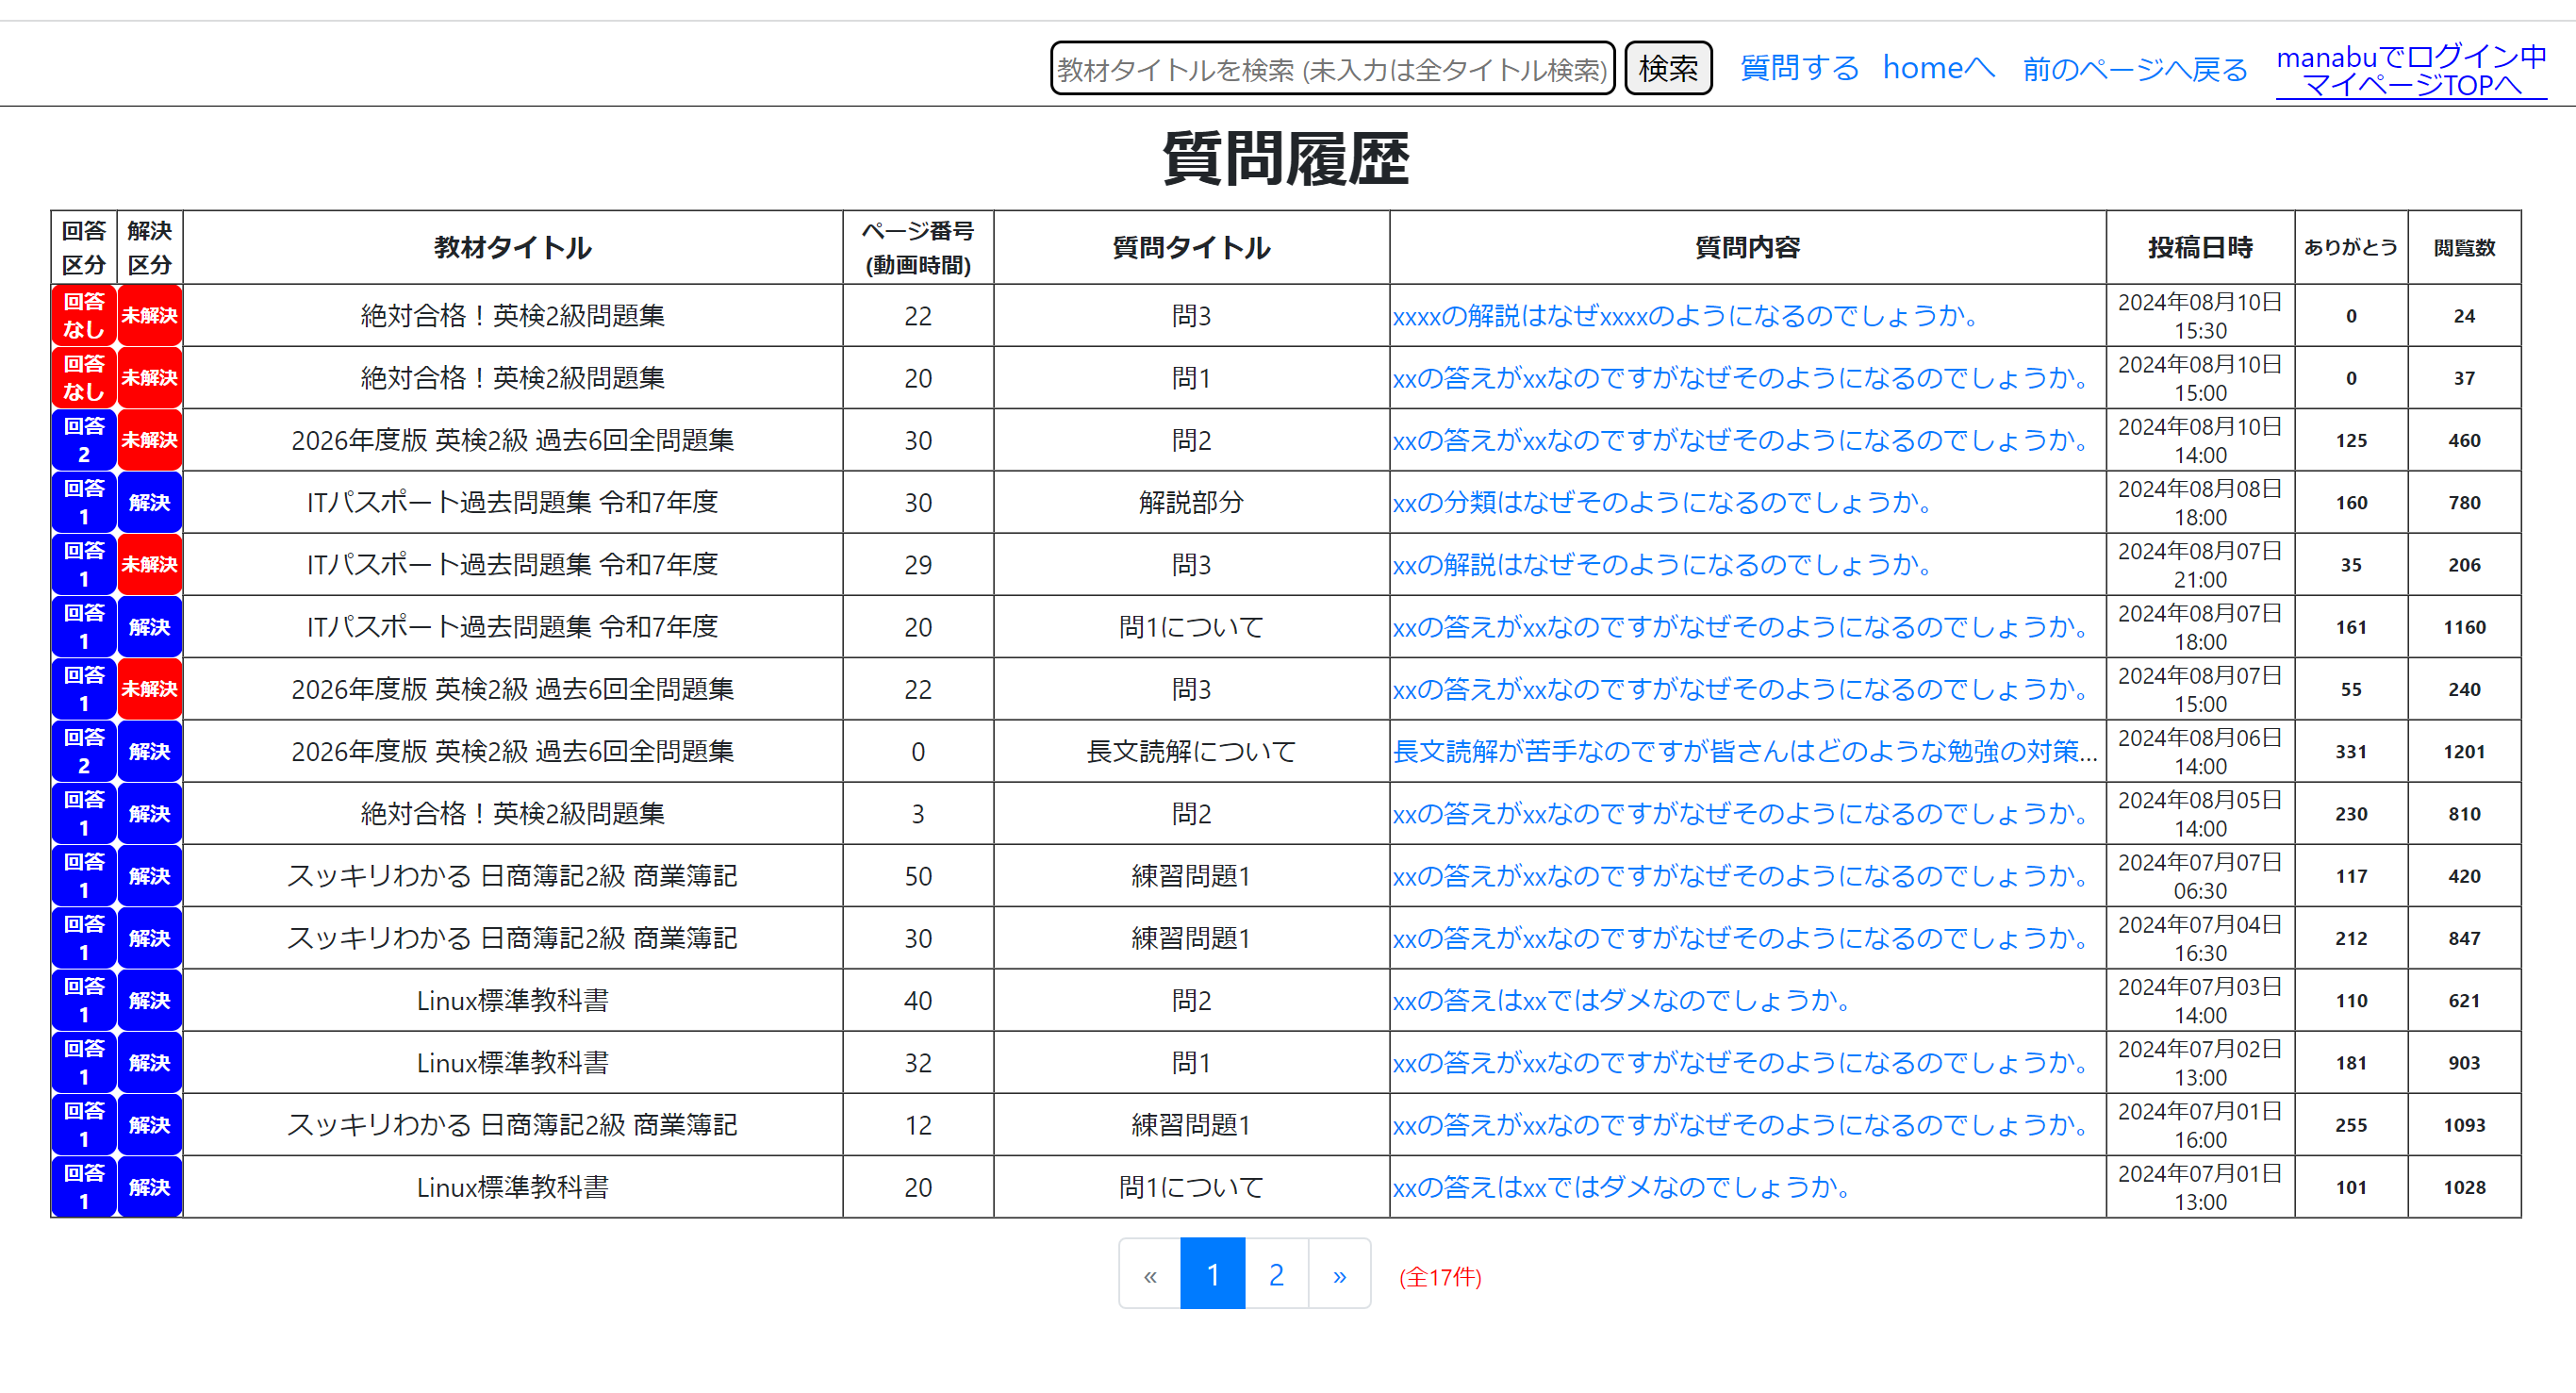 教材タイトルを検索 (未入力は全タイトル検索) 検索 質問する homeへ 前のページへ戻る manabuでログイン中
マイページTOPへ
質問履歴
回答区分 解決区分 教材タイトル ページ番号(動画時間) 質問タイトル 質問内容 投稿日時 ありがとう 閲覧数
回答なし 未解決 絶対合格！英検2級問題集 22 問3 xxxxの解説はなぜxxxxのようになるのでしょうか。 2024年08月10日 15:30 0 24
回答なし 未解決 絶対合格！英検2級問題集 20 問1 xxの答えがxxなのですがなぜそのようになるのでしょうか。 2024年08月10日 15:00 0 37
回答2 未解決 2026年度版 英検2級 過去6回全問題集 30 問2 xxの答えがxxなのですがなぜそのようになるのでしょうか。 2024年08月10日 14:00 125 460
回答1 解決 ITパスポート過去問題集 令和7年度 30 解説部分 xxの分類はなぜそのようになるのでしょうか。 2024年08月08日 18:00 160 780
回答1 未解決 ITパスポート過去問題集 令和7年度 29 問3 xxの解説はなぜそのようになるのでしょうか。 2024年08月07日 21:00 35 206
回答1 解決 ITパスポート過去問題集 令和7年度 20 問1について xxの答えがxxなのですがなぜそのようになるのでしょうか。 2024年08月07日 18:00 161 1160
回答1 未解決 2026年度版 英検2級 過去6回全問題集 22 問3 xxの答えがxxなのですがなぜそのようになるのでしょうか。 2024年08月07日 15:00 55 240
回答2 解決 2026年度版 英検2級 過去6回全問題集 0 長文読解について 長文読解が苦手なのですが皆さんはどのような勉強の対策... 2024年08月06日 14:00 331 1201
回答1 解決 絶対合格！英検2級問題集 3 問2 xxの答えがxxなのですがなぜそのようになるのでしょうか。 2024年08月05日 14:00 230 810
回答1 解決 スッキリわかる 日商簿記2級 商業簿記 50 練習問題1 xxの答えがxxなのですがなぜそのようになるのでしょうか。 2024年07月07日 06:30 117 420
回答1 解決 スッキリわかる 日商簿記2級 商業簿記 30 練習問題1 xxの答えがxxなのですがなぜそのようになるのでしょうか。 2024年07月04日 16:30 212 847
回答1 解決 Linux標準教科書 40 問2 xxの答えはxxではダメなのでしょうか。 2024年07月03日 14:00 110 621
回答1 解決 Linux標準教科書 32 問1 xxの答えがxxなのですがなぜそのようになるのでしょうか。 2024年07月02日 13:00 181 903
回答1 解決 スッキリわかる 日商簿記2級 商業簿記 12 練習問題1 xxの答えがxxなのですがなぜそのようになるのでしょうか。 2024年07月01日 16:00 255 1093
回答1 解決 Linux標準教科書 20 問1について xxの答えはxxではダメなのでしょうか。 2024年07月01日 13:00 101 1028
« 1 2 » (全17件)